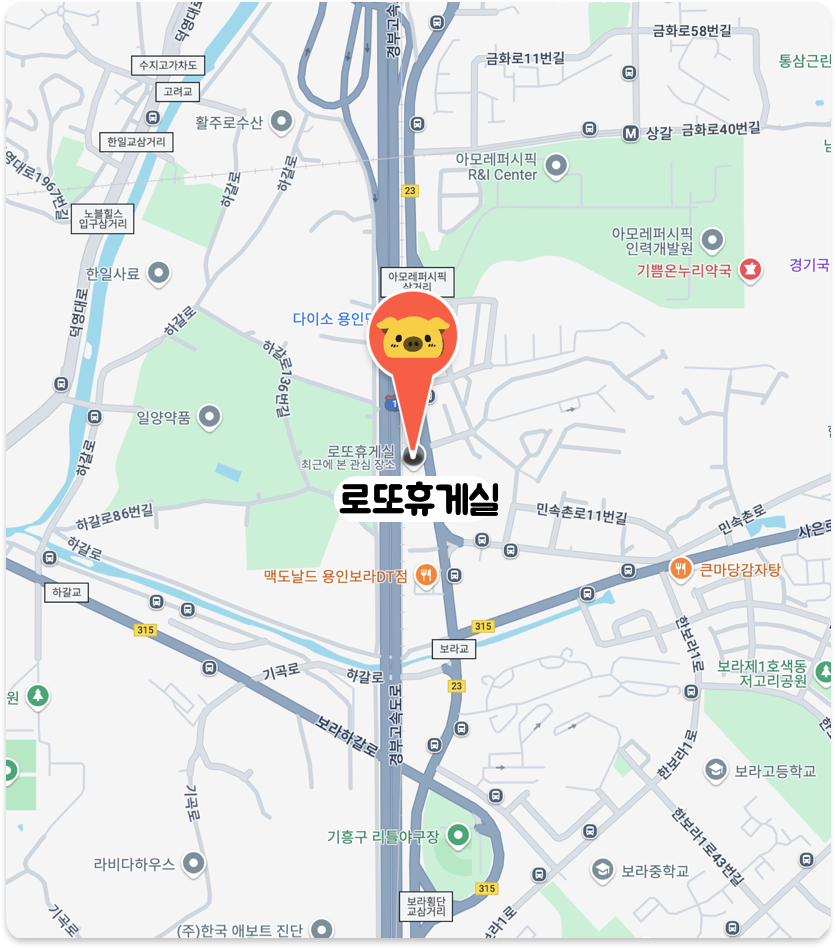 덕영대로
경부고속
금화로58번길
금화로11번길
통삼근린
수지고가차도
고려교
활주로수산
한일교삼거리
상갈
금화로40번길
아모레퍼시픽
R&I Center
덕영대로1967번길
하갈로
하갈로
23
노블힐스
입구삼거리
아모레퍼시픽
인력개발원
기쁨온누리약국
경기국
한일사료
아모레퍼시픽
삼거리
덕영대로
하갈로
다이소 용인
하갈로139번길
1
일양약품
로또휴게실
최근에 본 관심 장소
하갈로
로또휴게실
하갈로86번길
민속촌로11번길
민속촌로
사은로
하갈로
맥도날드 용인보라DT점
큰마당감자탕
하갈교
315
315
보라교
한보라1로
보라제1호색동
저고리공원
기곡로
하갈로
23
원
경부고속도로
보라하갈로
한보라1로
보라고등학교
기곡로
한보라1로43번길
기흥구 리틀야구장
라비다하우스
보라중학교
315
보라횡단
교삼거리
기곡로
보라1로
(주)한국 애보트 진단